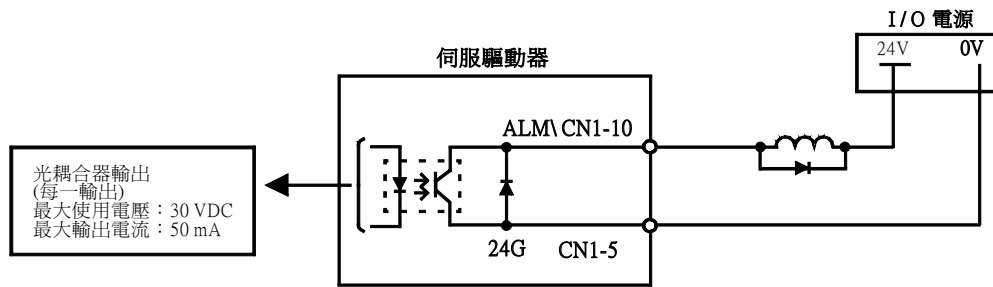 I/O 電源
24V
0V
伺服驅動器
ALM\ CN1-10
光耦合器輸出
(每一輸出)
最大使用電壓：30 VDC
最大輸出電流：50 mA
24G
CN1-5